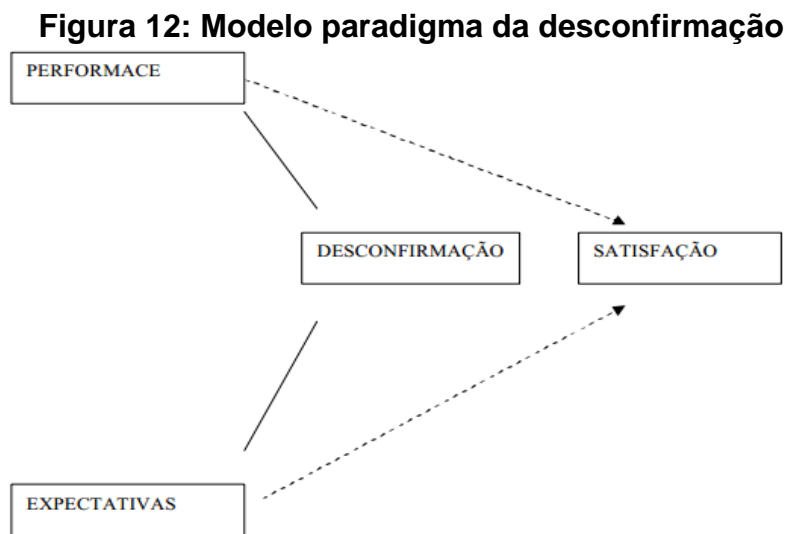 Figura 12: Modelo paradigma da desconfirmação
PERFORMACE
DESCONFIRMAÇÃO
SATISFAÇÃO
EXPECTATIVAS